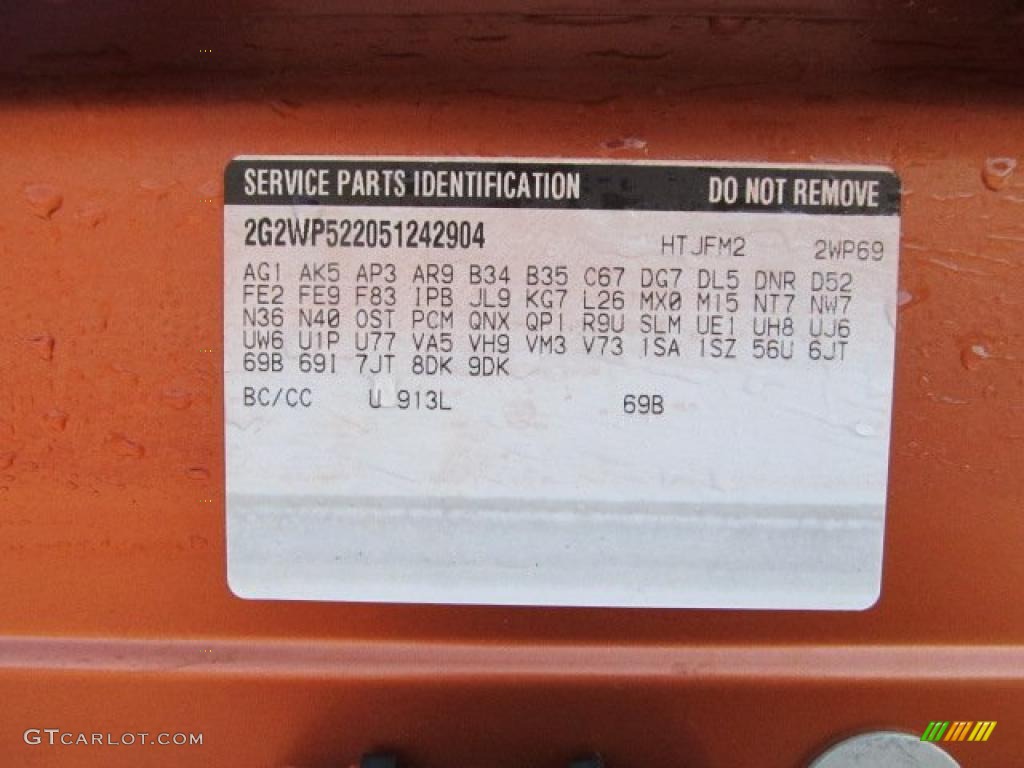 SERVICE PARTS IDENTIFICATION DO NOT REMOVE
2G2WP522051242904 HTJFM2 2WP69
AG1 AK5 AP3 AR9 B34 B35 C67 DG7 DL5 DNR D52
FE2 FE9 F83 IPB JL9 KG7 L26 MX0 M15 NT7 NW7
N36 N40 OST PCM QNX QP1 R9U SLM UE1 UH8 UJ6
UW6 U1P U77 VA5 VH9 VM3 V73 1SA 1SZ 56U 6JT
69B 69I 7JT 8DK 9DK
BC/CC U 913L 69B
GTCARLOT.COM